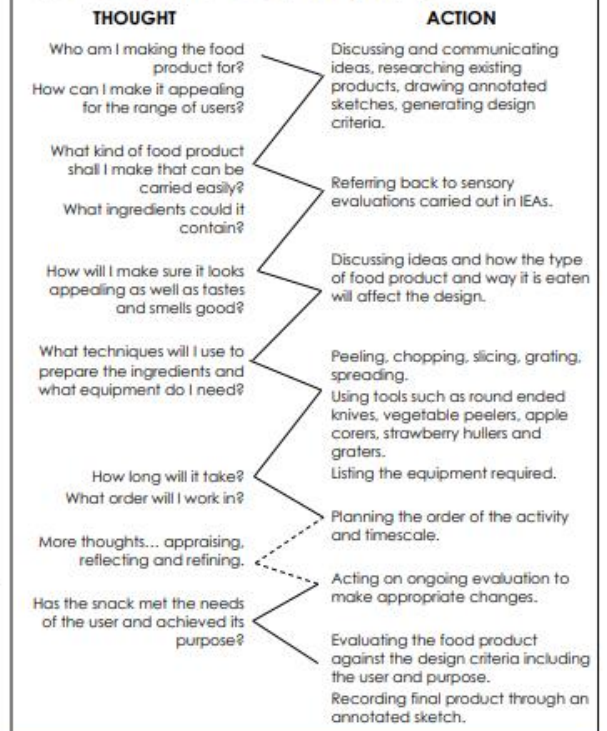 THOUGHT
ACTION
Who am I making the food
product for?
How can I make it appealing
for the range of users?
Discussing and communicating
ideas, researching existing
products, drawing annotated
sketches, generating design
criteria.
What kind of food product
shall I make that can be
carried easily?
What ingredients could it
contain?
Referring back to sensory
evaluations carried out in IEAs.
How will I make sure it looks
appealing as well as tastes
and smells good?
Discussing ideas and how the type
of food product and way it is eaten
will affect the design.
What techniques will I use to
prepare the ingredients and
what equipment do I need?
Peeling, chopping, slicing, grating,
spreading.
Using tools such as round ended
knives, vegetable peelers, apple
corers, strawberry hullers and
graters.
Listing the equipment required.
How long will it take?
What order will I work in?
Planning the order of the activity
and timescale.
More thoughts... appraising,
reflecting and refining.
Acting on ongoing evaluation to
make appropriate changes.
Has the snack met the needs
of the user and achieved its
purpose?
Evaluating the food product
against the design criteria including
the user and purpose.
Recording final product through an
annotated sketch.